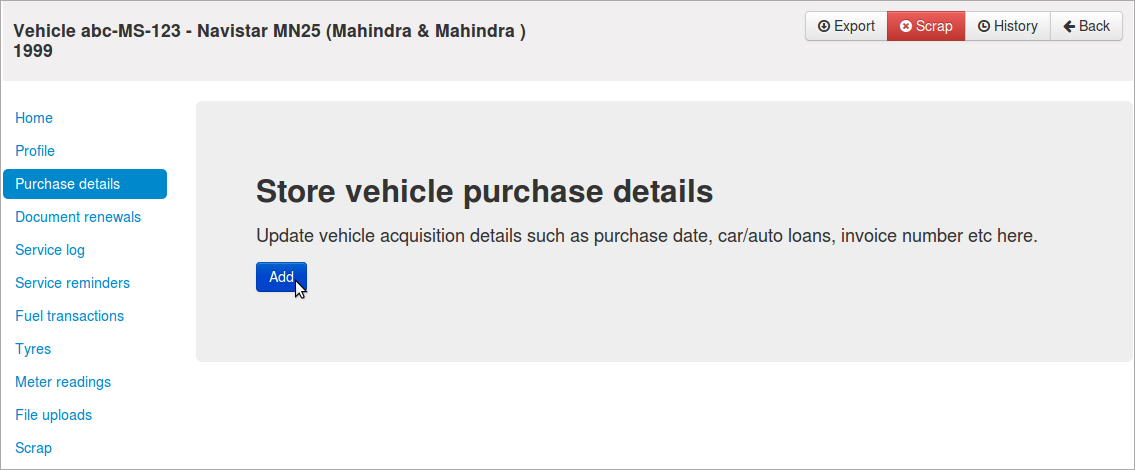 Vehicle abc-MS-123 - Navistar MN25 (Mahindra & Mahindra )
1999
Export
Scrap
History
Back
Home
Profile
Purchase details
Document renewals
Service log
Service reminders
Fuel transactions
Tyres
Meter readings
File uploads
Scrap
Store vehicle purchase details
Update vehicle acquisition details such as purchase date, car/auto loans, invoice number etc here.
Add